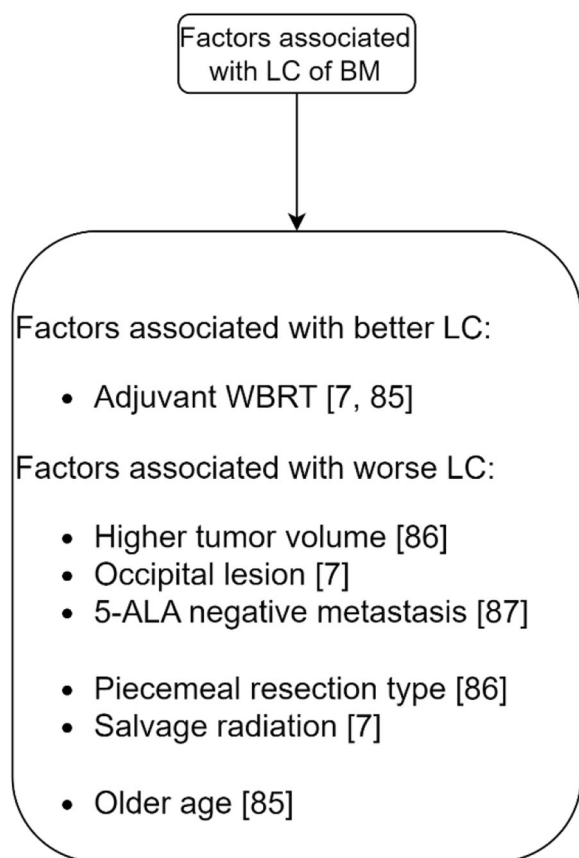 Factors associated
with LC of BM
Factors associated with better LC:
• Adjuvant WBRT [7, 85]
Factors associated with worse LC:
• Higher tumor volume [86]
• Occipital lesion [7]
• 5-ALA negative metastasis [87]
• Piecemeal resection type [86]
• Salvage radiation [7]
• Older age [85]